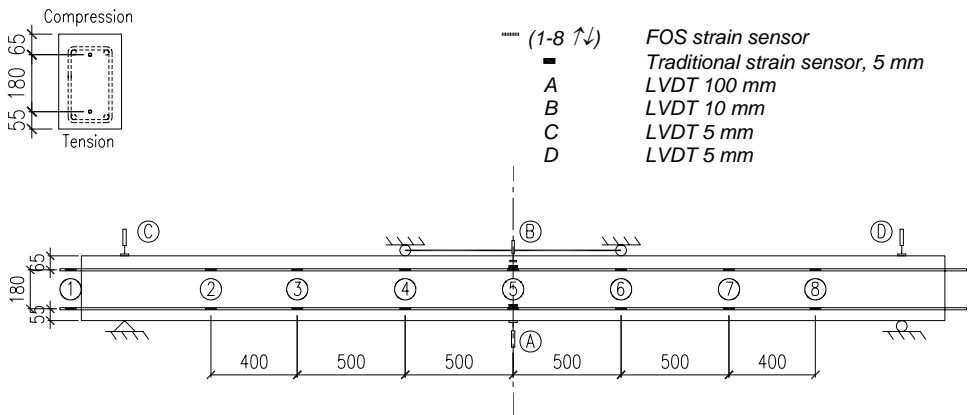 Compression
65
180
55
Tension
(1-8 ↑↓) FOS strain sensor
Traditional strain sensor, 5 mm
A LVDT 100 mm
B LVDT 10 mm
C LVDT 5 mm
D LVDT 5 mm
C B D
65
180
55
1 2 3 4 5 6 7 8
A
400 500 500 500 500 400